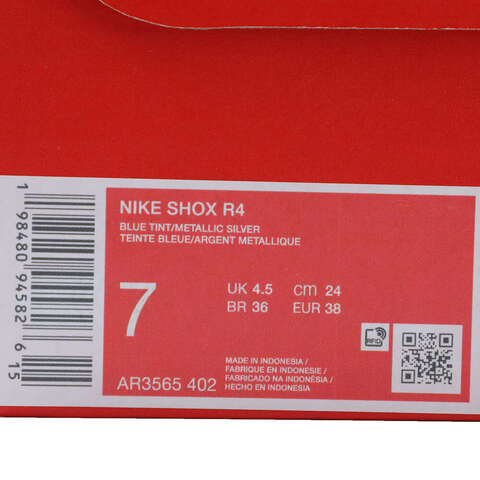 NIKE SHOX R4
BLUE TINT/METALLIC SILVER
TEINTE BLEUE/ARGENT METALLIQUE
7
UK 4.5 CM 24
BR 36 EUR 38
RFID
MADE IN INDONESIA/
FABRIQUE EN INDONESIE/
FABRICADO NA INDONÉSIA/
HECHO EN INDONESIA
AR3565 402
1 98480 94582 6 15